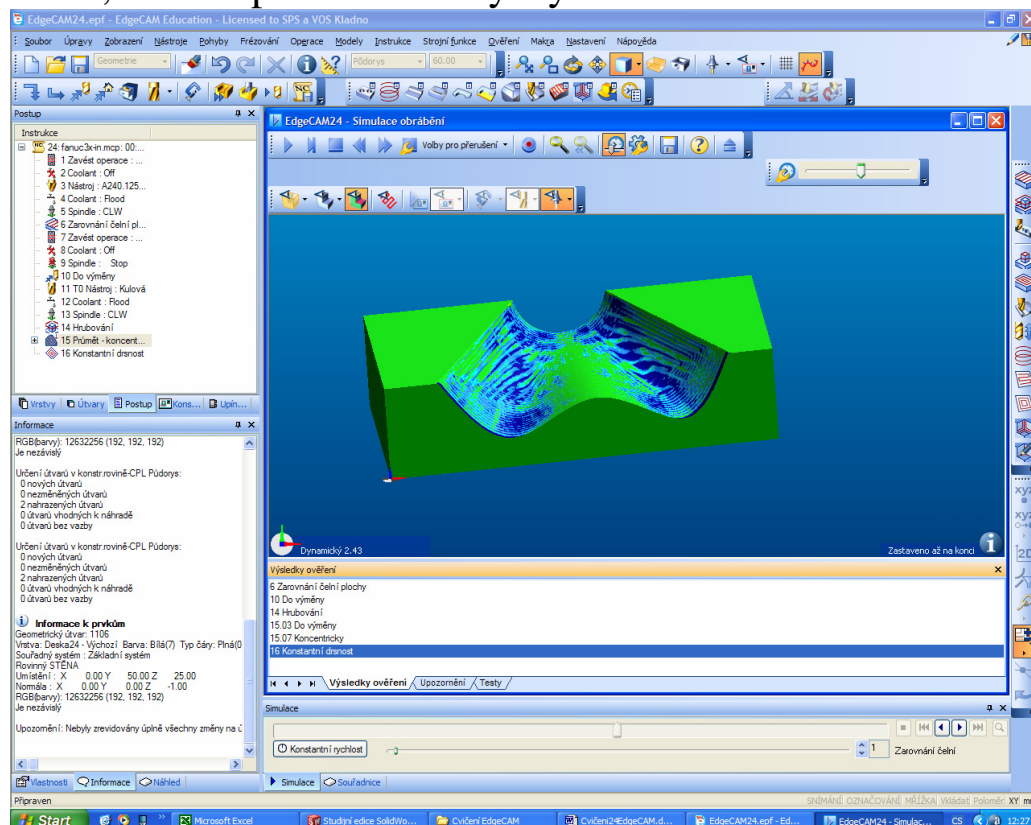 EdgeCAM24.epf - EdgeCAM Education - Licensed to SPS a VOS Kladno
Soubor Úpravy Zobrazení Nástroje Pohyby Frézování Operace Modely Instrukce Strojní funkce Ověření Makra Nastavení Nápověda
Geometrie Půdorys 60.00
Postup
Instrukce
24: fanuc3x-in.mcp: 00:...
1 Zavést operace : ...
2 Coolant : Off
3 Nástroj : A240.125...
4 Coolant : Flood
5 Spindle : CLW
6 Zarovnání čelní pl...
7 Zavést operace : ...
8 Coolant : Off
9 Spindle : Stop
10 Do výměny
11 T0 Nástroj : Kulová
12 Coolant : Flood
13 Spindle : CLW
14 Hrubování
15 Průmět - koncent...
16 Konstantní drsnost
Vrstvy Útvary Postup Kons... Upín...
Informace
RGB(barvy): 12632256 (192, 192, 192)
Je nezávislý
Určení útvarů v konstr.rovině-CPL Půdorys:
0 nových útvarů
0 nezměněných útvarů
2 nahrazených útvarů
0 útvarů vhodných k náhradě
0 útvarů bez vazby
Určení útvarů v konstr.rovině-CPL Půdorys:
0 nových útvarů
0 nezměněných útvarů
2 nahrazených útvarů
0 útvarů vhodných k náhradě
0 útvarů bez vazby
Informace k prvkům
Geometrický útvar: 1106
Vrstva: Deska24 - Výchozí Barva: Bílá(7) Typ čáry: Plná(0
Souřadný systém : Základní systém
Rovinný STĚNA
Umístění : X 0.00 Y 50.00 Z 25.00
Normála : X 0.00 Y 0.00 Z -1.00
RGB(barvy): 12632256 (192, 192, 192)
Je nezávislý
Upozornění: Nebyly zrevidovány úplně všechny změny na ú
Vlastnosti Informace Náhled
EdgeCAM24 - Simulace obrábění
Volby pro přerušení
Dynamický 2.43
Zastaveno až na konci
Výsledky ověření
6 Zarovnání čelní plochy
10 Do výměny
14 Hrubování
15.03 Do výměny
15.07 Koncentricky
16 Konstantní drsnost
Výsledky ověření Upozornění Testy
Simulace
Konstantní rychlost 1 Zarovnání čelní
Simulace Souřadnice
Připraven SNÍMÁNÍ OZNAČOVÁNÍ MŘÍŽKA Vkládat Poloměr XY
Start Microsoft Excel Studijní edice SolidWo... Cvičení EdgeCAM Cvičeni24EdgeCAM.d... EdgeCAM24.epf - Ed... EdgeCAM24 - Simulac... CS 12:27